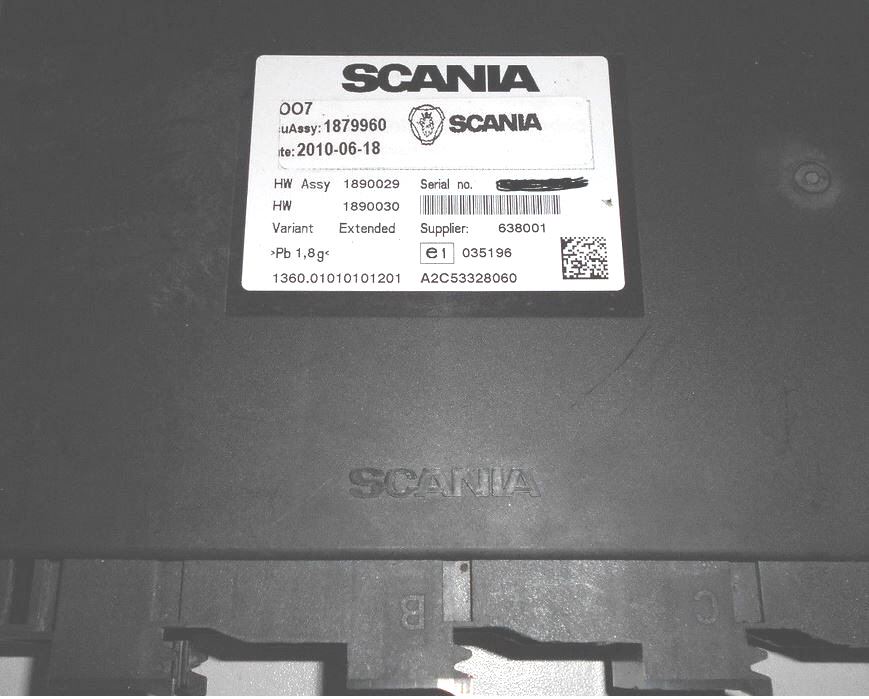 SCANIA
OO7
uAssy: 1879960
SCANIA
te: 2010-06-18
HW Assy 1890029 Serial no.
HW 1890030
Variant Extended Supplier: 638001
>Pb 1,8g< e1 035196
1360.01010101201 A2C53328060
SCANIA
B C